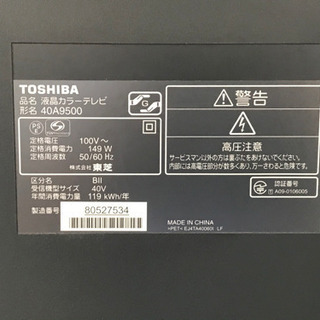 TOSHIBA
品名 液晶カラーテレビ
形名 40A9500
G
PS
E
定格電圧: 100V～
定格消費電力: 149 W
定格周波数: 50/60 Hz
株式会社 東芝
区分 BII
受信機型サイズ 40V
年間消費電力量: 119 kWh/年
製造番号 80527534
警告
高圧注意
サービスマン以外の方は裏ぶたをあけないでください。
内部には高電圧部分が数多くあり、万一さわると危険です。
認証番号
A09-0106005
MADE IN CHINA
>PET< EJ4TA40060I LF